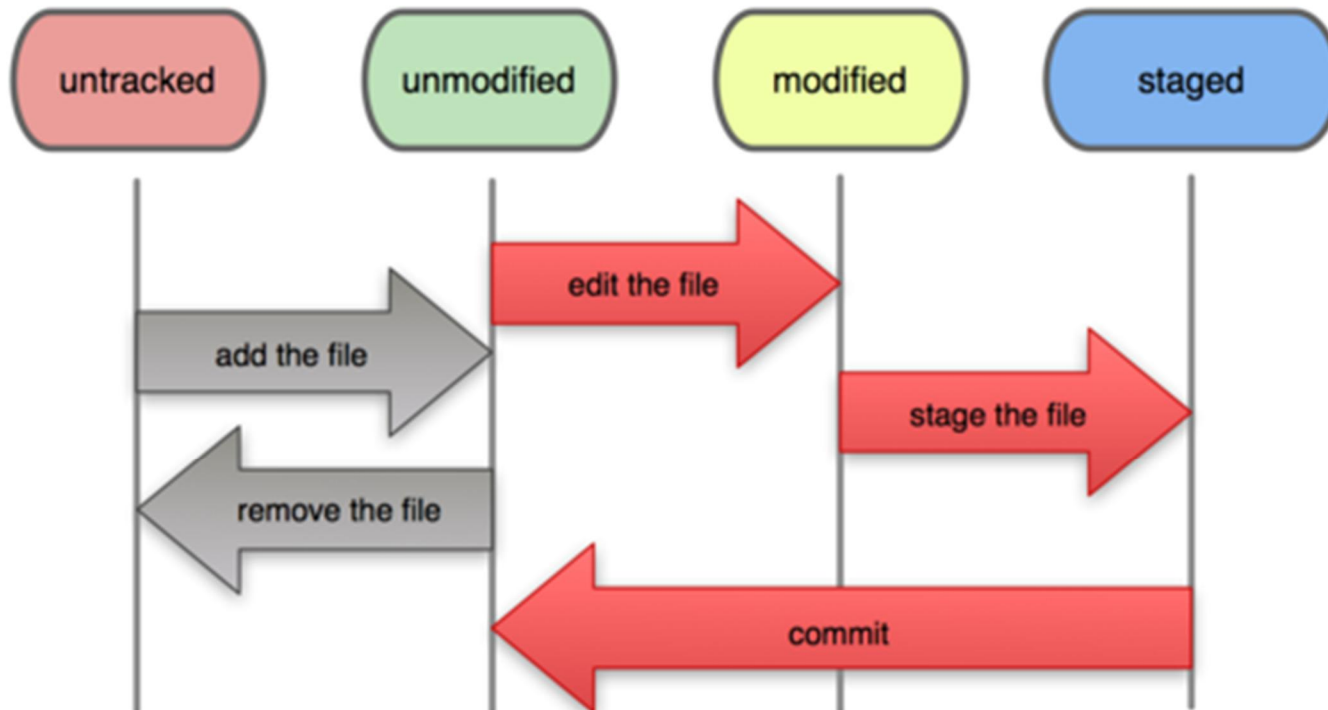 untracked
unmodified
modified
staged
edit the file
add the file
stage the file
remove the file
commit